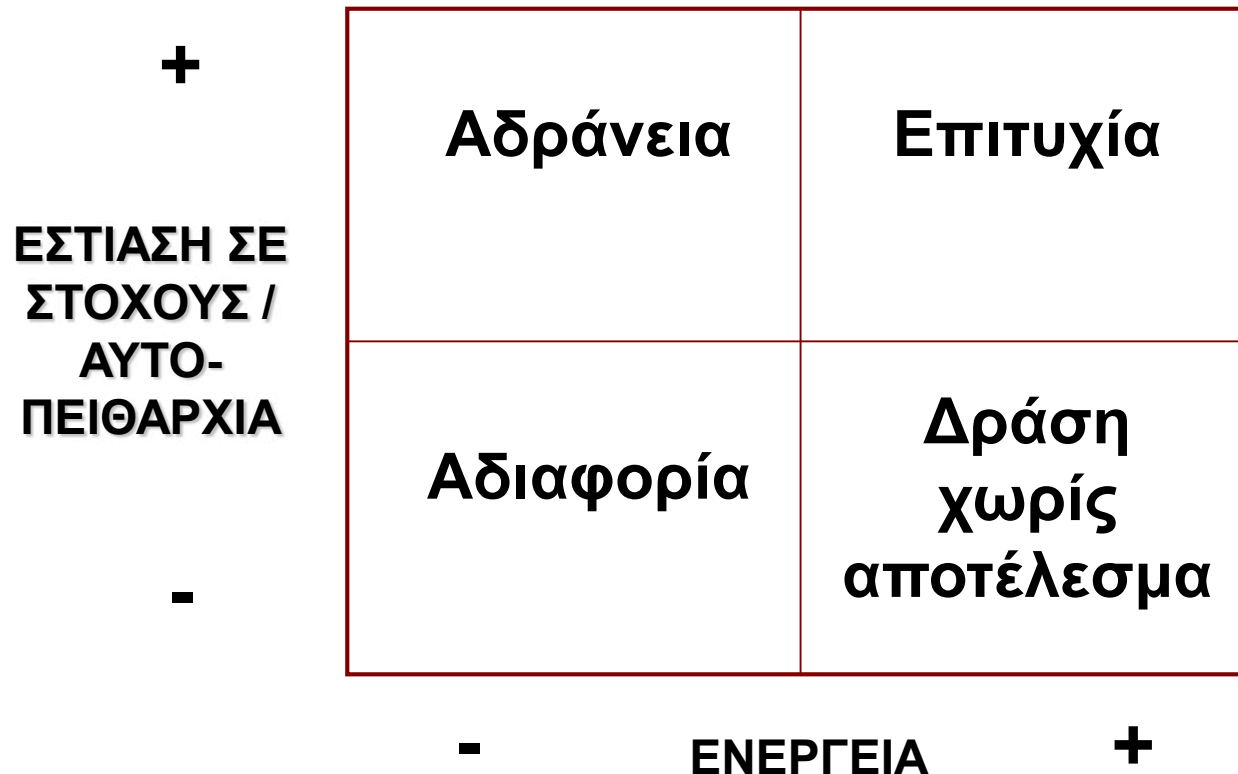 +
Αδράνεια
Επιτυχία
ΕΣΤΙΑΣΗ ΣΕ
ΣΤΟΧΟΥΣ /
ΑΥΤΟ-
ΠΕΙΘΑΡΧΙΑ
Αδιαφορία
Δράση
χωρίς
αποτέλεσμα
-
-
ΕΝΕΡΓΕΙΑ
+